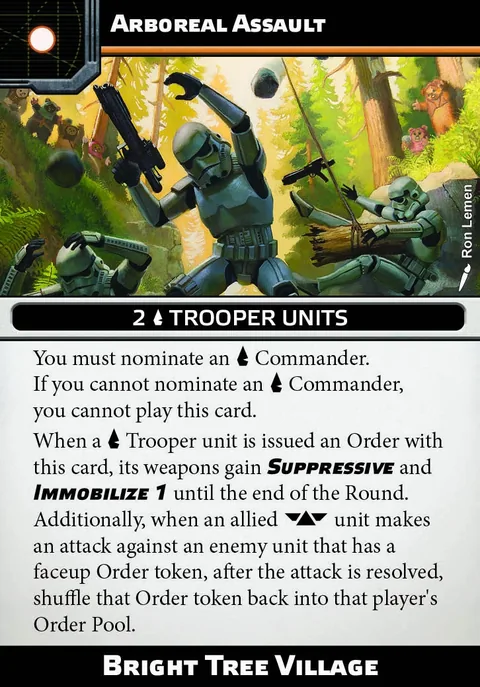 Arboreal Assault
Ron Lemen
2 TROOPER UNITS
You must nominate an Commander.
If you cannot nominate an Commander,
you cannot play this card.
When a Trooper unit is issued an Order with
this card, its weapons gain Suppressive and
Immobilize 1 until the end of the Round.
Additionally, when an allied unit makes
an attack against an enemy unit that has a
faceup Order token, after the attack is resolved,
shuffle that Order token back into that player's
Order Pool.
Bright Tree Village